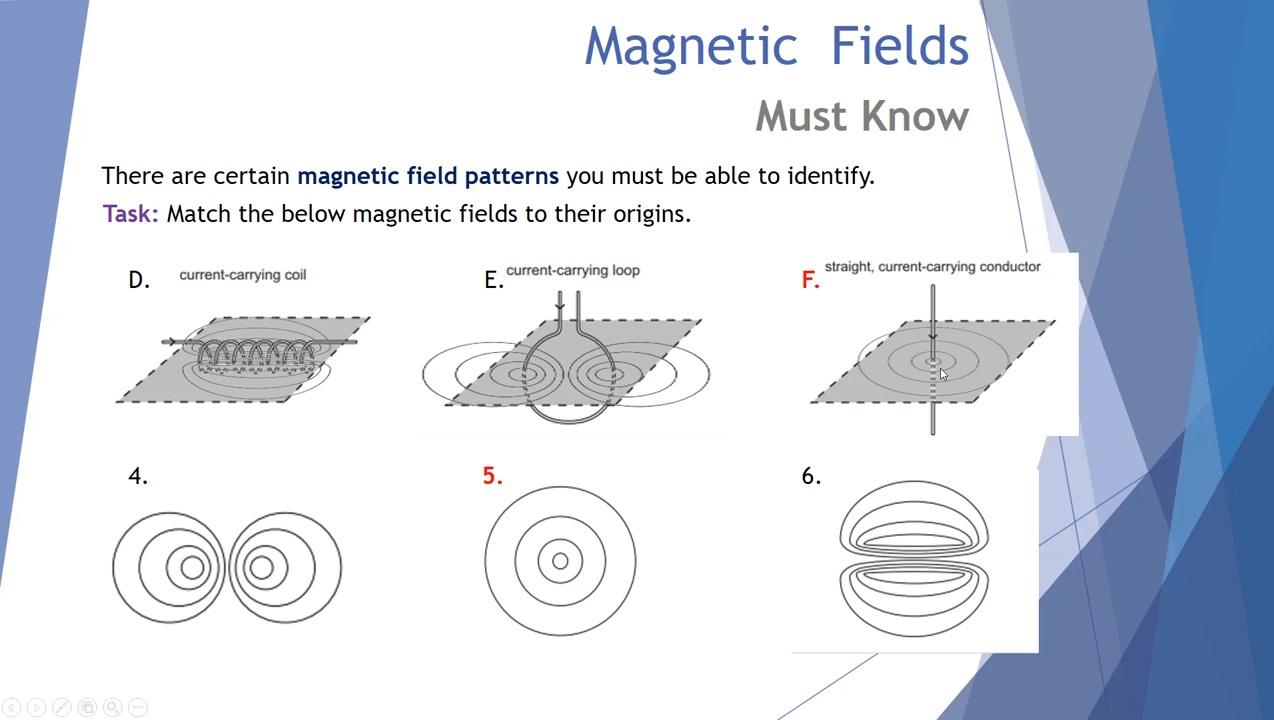 Magnetic Fields
Must Know
There are certain magnetic field patterns you must be able to identify.
Task: Match the below magnetic fields to their origins.
D. current-carrying coil
E. current-carrying loop
F. straight, current-carrying conductor
4.
5.
6.